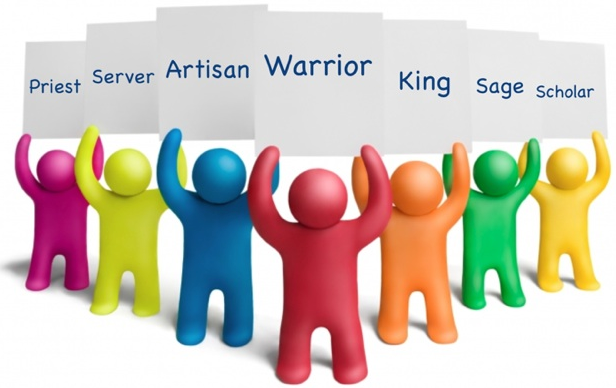 Priest
Server
Artisan
Warrior
King
Sage
Scholar